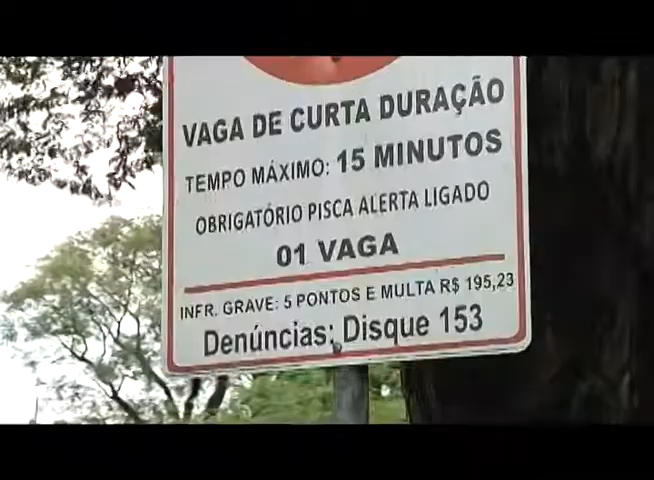 VAGA DE CURTA DURAÇÃO
TEMPO MÁXIMO: 15 MINUTOS
OBRIGATÓRIO PISCA ALERTA LIGADO
01 VAGA
INFR. GRAVE: 5 PONTOS E MULTA R$ 195,23
Denúncias: Disque 153